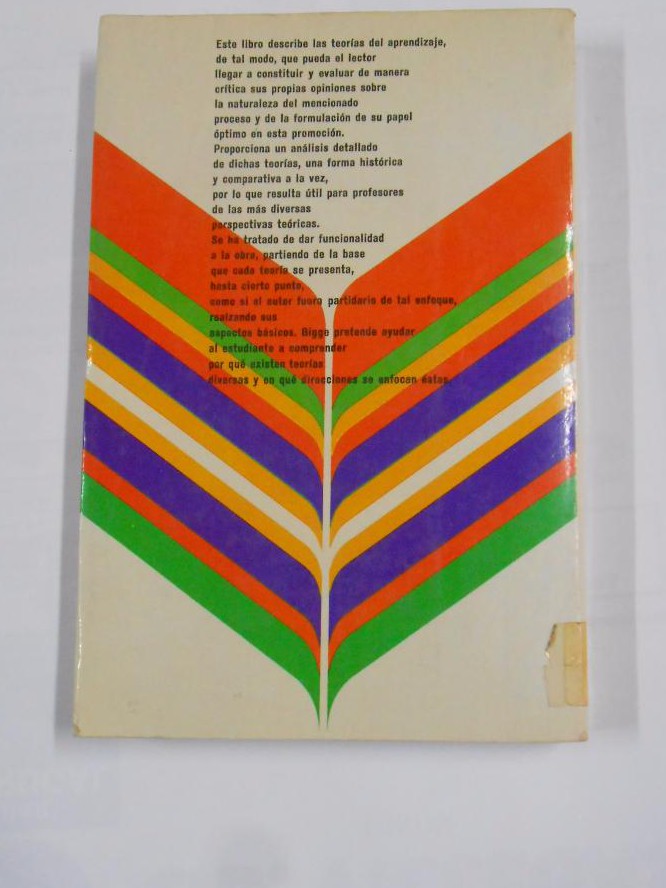 Este libro describe las teorías del aprendizaje,
de tal modo, que pueda el lector
llegar a constituir y evaluar de manera
crítica sus propias opiniones sobre
la naturaleza del mencionado
proceso y de la formulación de su papel
óptimo en esta promoción.
Proporciona un análisis detallado
de dichas teorías, una forma histórica
y comparativa a la vez,
por lo que resulta útil para profesores
de las más diversas
perspectivas teóricas.
Se ha tratado de dar funcionalidad
a la obra, partiendo de la base
que cada teoría se presenta,
hasta cierto punto,
como si el autor fuera partidario de tal enfoque,
realzando sus
aspectos básicos. Bigge pretende ayudar
al estudiante a comprender
por qué existen teorías
diversas y en qué direcciones se enfocan éstas.